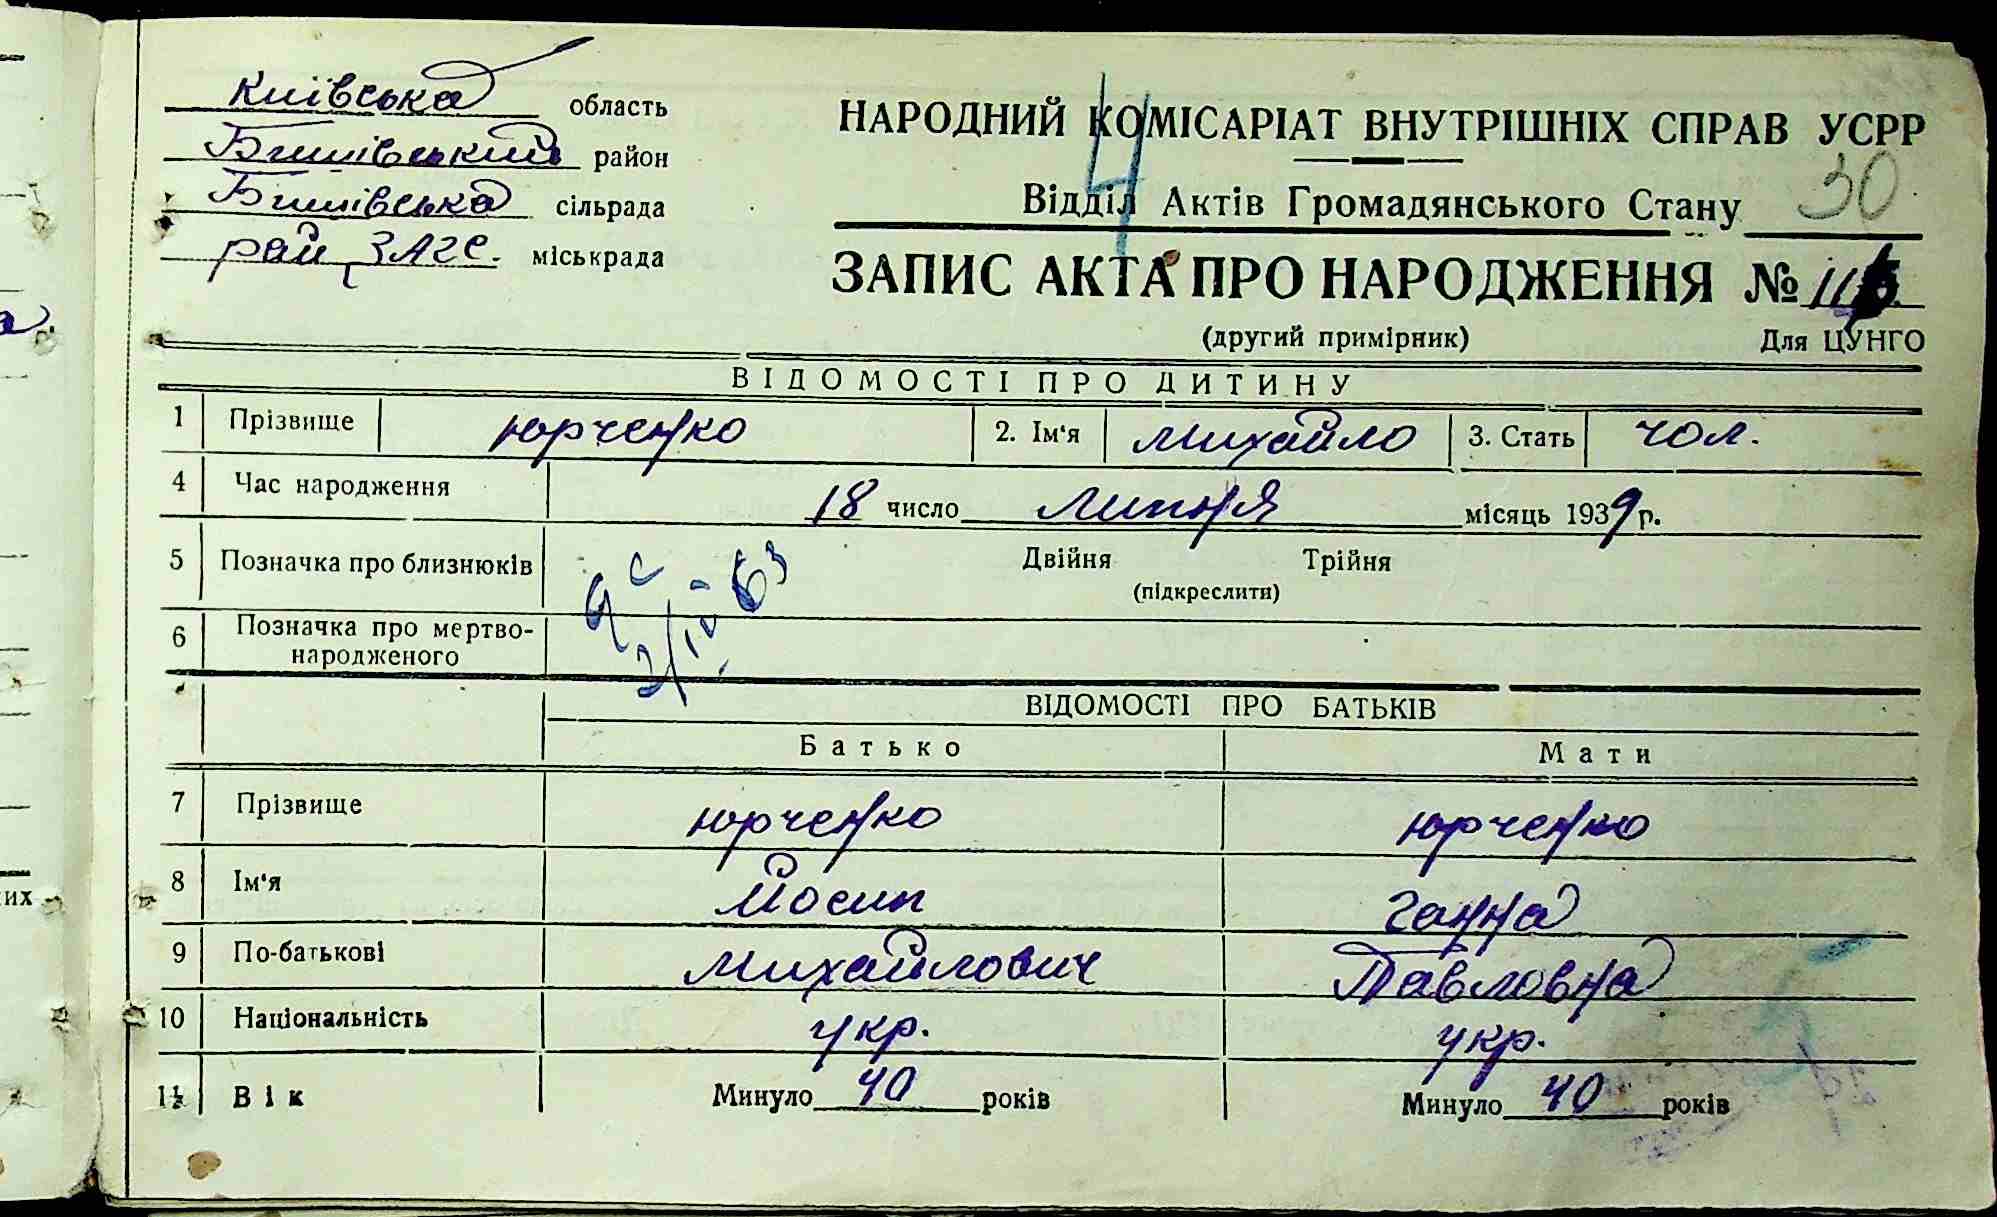 Київська область
Бишівський район
Бишівська сільрада
рай ЗАГС. міськрада
НАРОДНИЙ КОМІСАРІАТ ВНУТРІШНІХ СПРАВ УСРР
4
Відділ Актів Громадянського Стану
30
ЗАПИС АКТА ПРО НАРОДЖЕННЯ №
(другий примірник) Для ЦУНГО
ВІДОМОСТІ ПРО ДИТИНУ
1 Прізвище Юрченко 2. Ім'я Михайло 3. Стать чол.
4 Час народження 18 число Липня місяць 1939 р.
5 Позначка про близнюків Двійня Трійня
(підкреслити)
6 Позначка про мертво-
народженого
ВІДОМОСТІ ПРО БАТЬКІВ
Батько Мати
7 Прізвище Юрченко Юрченко
8 Ім'я Йосип Ганна
9 По-батькові Михайлович Павловна
10 Національність укр. укр.
11 Вік Минуло 40 років Минуло 40 років
их